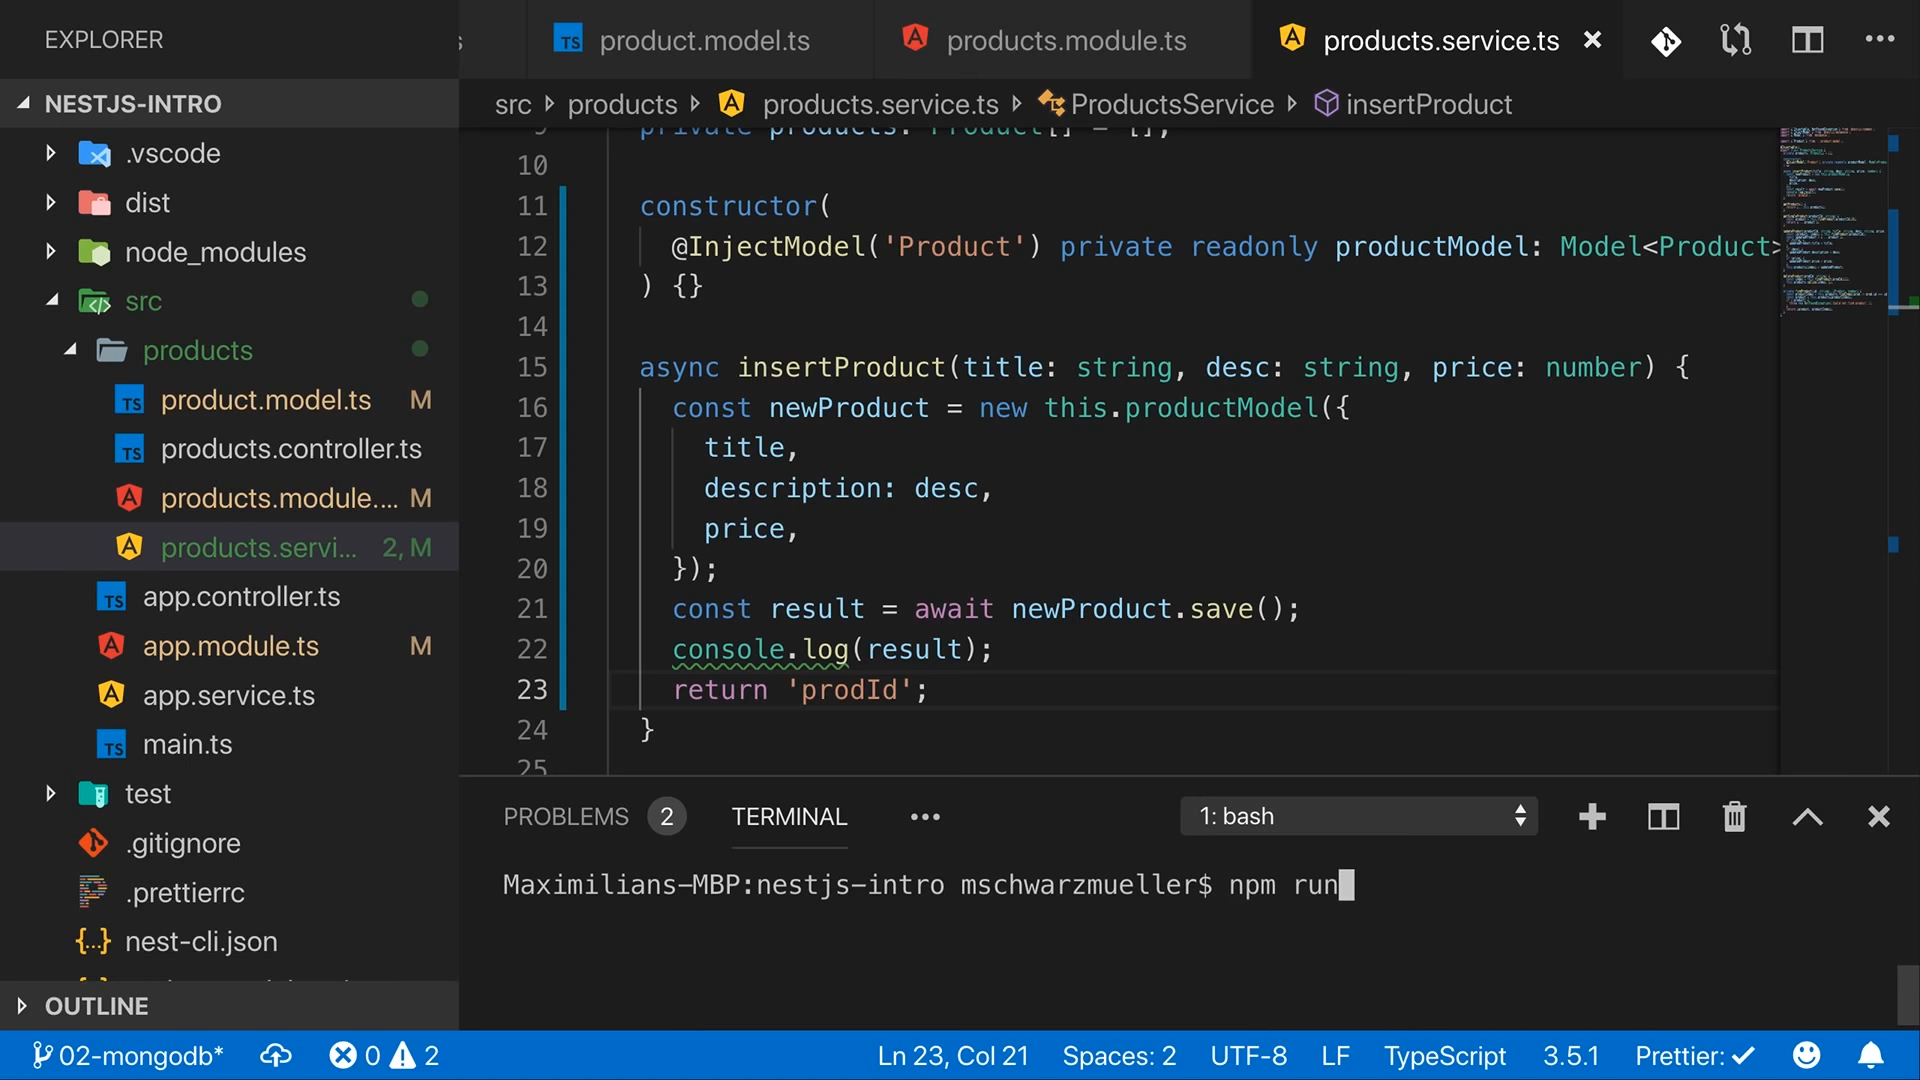 EXPLORER
product.model.ts
products.module.ts
products.service.ts
NESTJS-INTRO
src products products.service.ts ProductsService insertProduct
.vscode
dist
node_modules
src
products
product.model.ts M
products.controller.ts
products.module.... M
products.servi... 2, M
app.controller.ts
app.module.ts M
app.service.ts
main.ts
test
.gitignore
.prettierrc
nest-cli.json
OUTLINE
9 private products: Product[] = [];
10
11 constructor(
12 @InjectModel('Product') private readonly productModel: Model<Product>
13 ) {}
14
15 async insertProduct(title: string, desc: string, price: number) {
16 const newProduct = new this.productModel({
17 title,
18 description: desc,
19 price,
20 });
21 const result = await newProduct.save();
22 console.log(result);
23 return 'prodId';
24 }
25
PROBLEMS 2 TERMINAL ••• 1: bash
Maximilians-MBP:nestjs-intro mschwarzmueller$ npm run
02-mongodb* 0 2 Ln 23, Col 21 Spaces: 2 UTF-8 LF TypeScript 3.5.1 Prettier: ✓